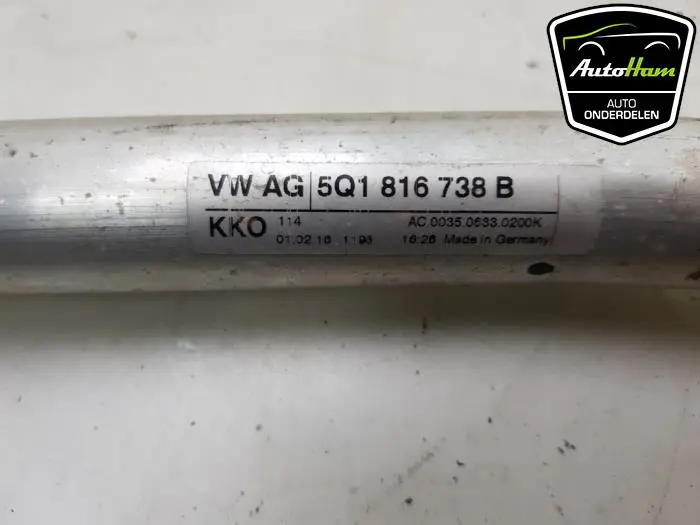 AutoHam
AUTO
ONDERDELEN
VW AG 5Q1 816 738 B
KKO 114 AC.0035.0633.0200K
01.02.16 1193 16:26 Made in Germany